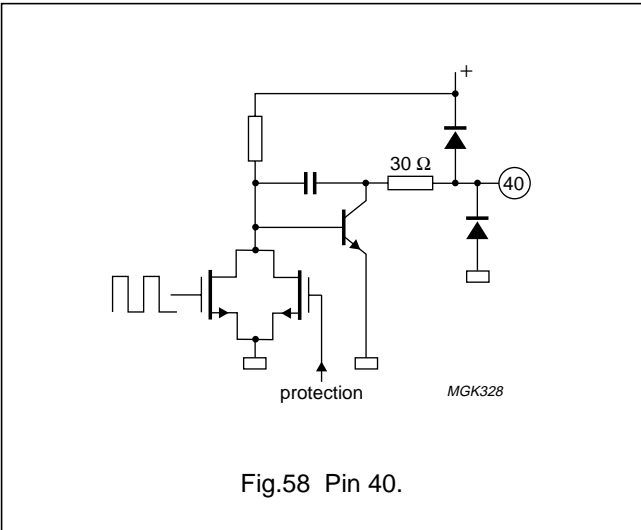 +
30 Ω
40
protection
MGK328
Fig.58 Pin 40.